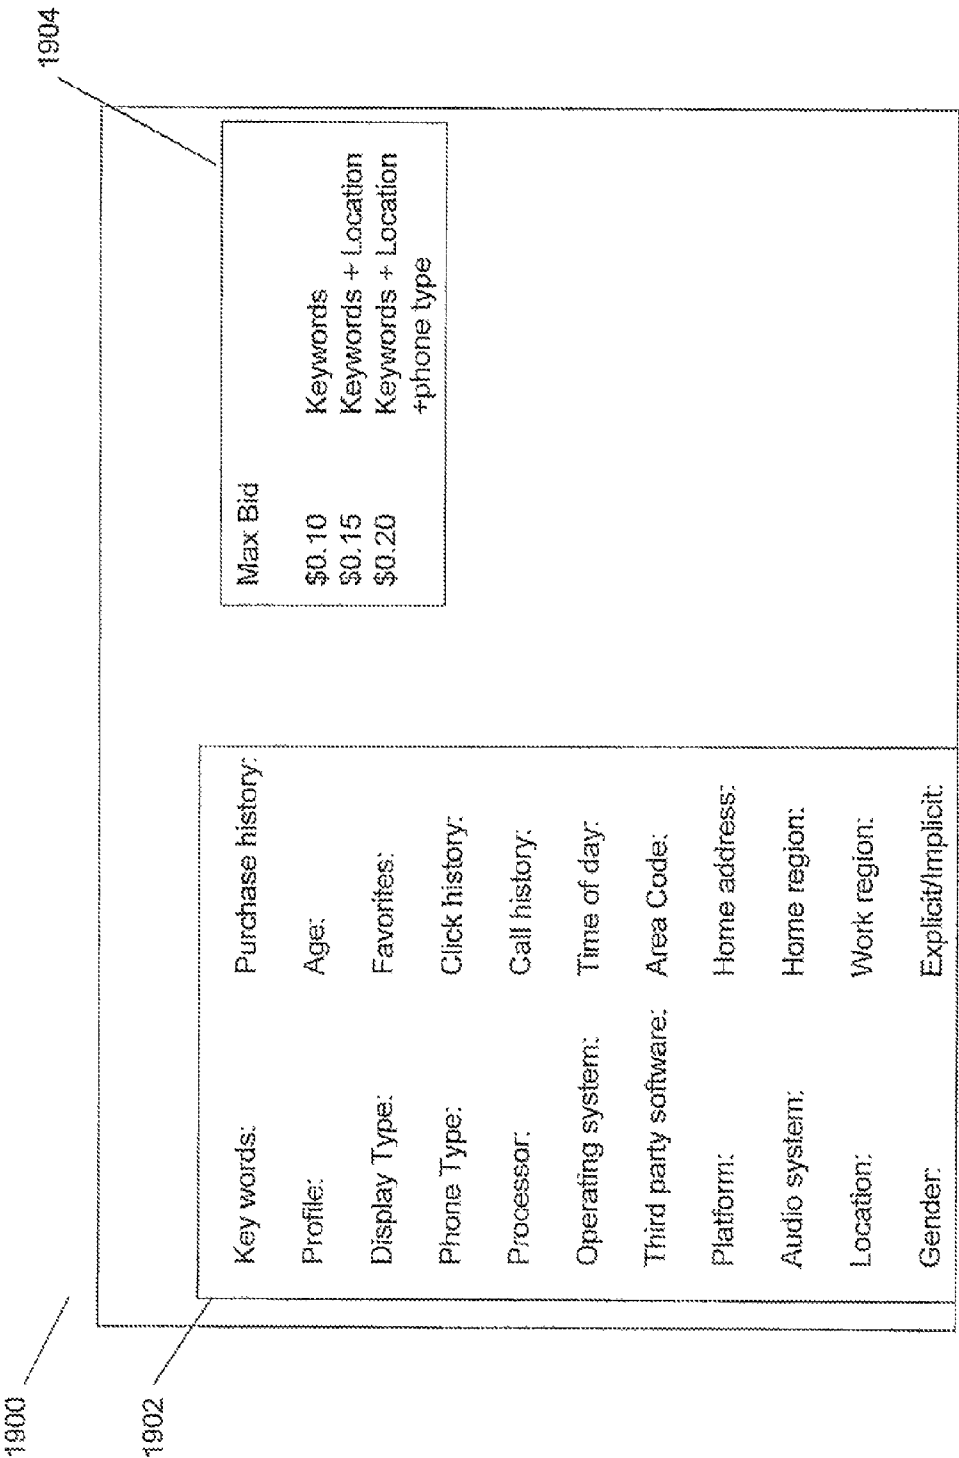 1900
1902
Key words: Purchase history:
Profile: Age:
Display Type: Favorites:
Phone Type: Click history:
Processor: Call history:
Operating system: Time of day:
Third party software: Area Code:
Platform: Home address:
Audio system: Home region:
Location: Work region:
Gender: Explicit/Implicit:
1904
Max Bid
$0.10 Keywords
$0.15 Keywords + Location
$0.20 Keywords + Location
+phone type